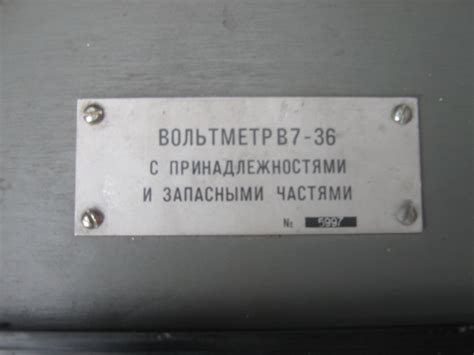 ВОЛЬТМЕТР В7-36
С ПРИНАДЛЕЖНОСТЯМИ
И ЗАПАСНЫМИ ЧАСТЯМИ
№ 5997